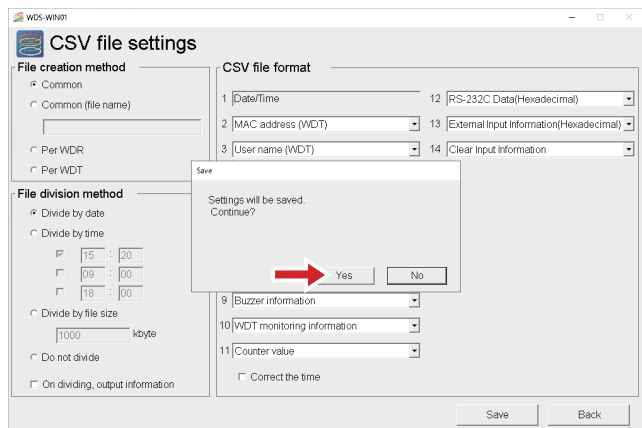 WDS-WIN01
CSV file settings
File creation method
Common
Common (file name)
Per WDR
Per WDT
File division method
Divide by date
Divide by time
15 : 20
09 : 00
18 : 00
Divide by file size
1000 kbyte
Do not divide
On dividing, output information
CSV file format
1 Date/Time
2 MAC address (WDT)
3 User name (WDT)
9 Buzzer information
10 WDT monitoring information
11 Counter value
Correct the time
12 RS-232C Data(Hexadecimal)
13 External Input Information(Hexadecimal)
14 Clear Input Information
Save
Settings will be saved.
Continue?
Yes No
Save Back